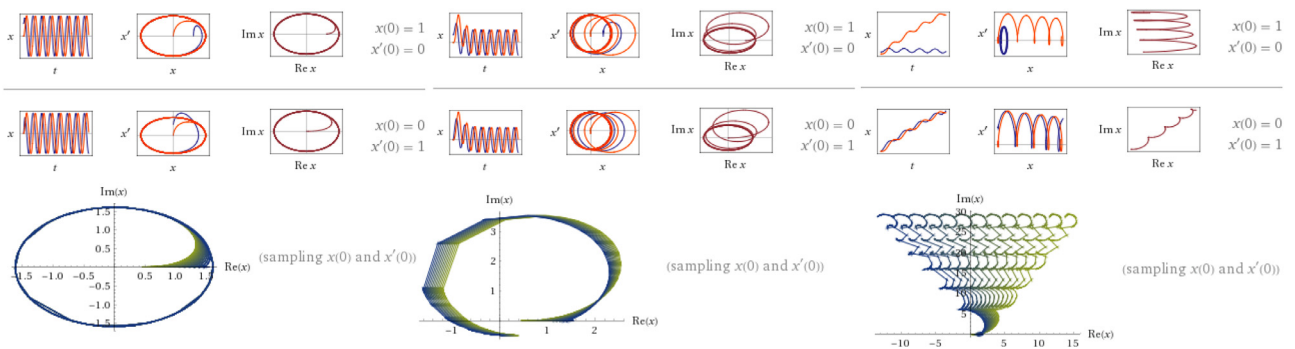 x x′ Im x x(0) = 1 x x′ Im x x(0) = 1 x x′ Im x x(0) = 1
x′(0) = 0 x′(0) = 0 x′(0) = 0
t x Re x t x Re x t x Re x
x x′ Im x x(0) = 0 x x′ Im x x(0) = 0 x x′ Im x x(0) = 0
x′(0) = 1 x′(0) = 1 x′(0) = 1
t x Re x t x Re x t x Re x
Im(x)
1.5
1.0
0.5
-1.5 -1.0 -0.5 0.5 1.0 1.5 Re(x)
-0.5
-1.0
-1.5
(sampling x(0) and x′(0))
Im(x)
3
2
1
-1 1 2 Re(x)
(sampling x(0) and x′(0))
Im(x)
30
25
20
10
5
-10 -5 0 5 10 15 Re(x)
(sampling x(0) and x′(0))